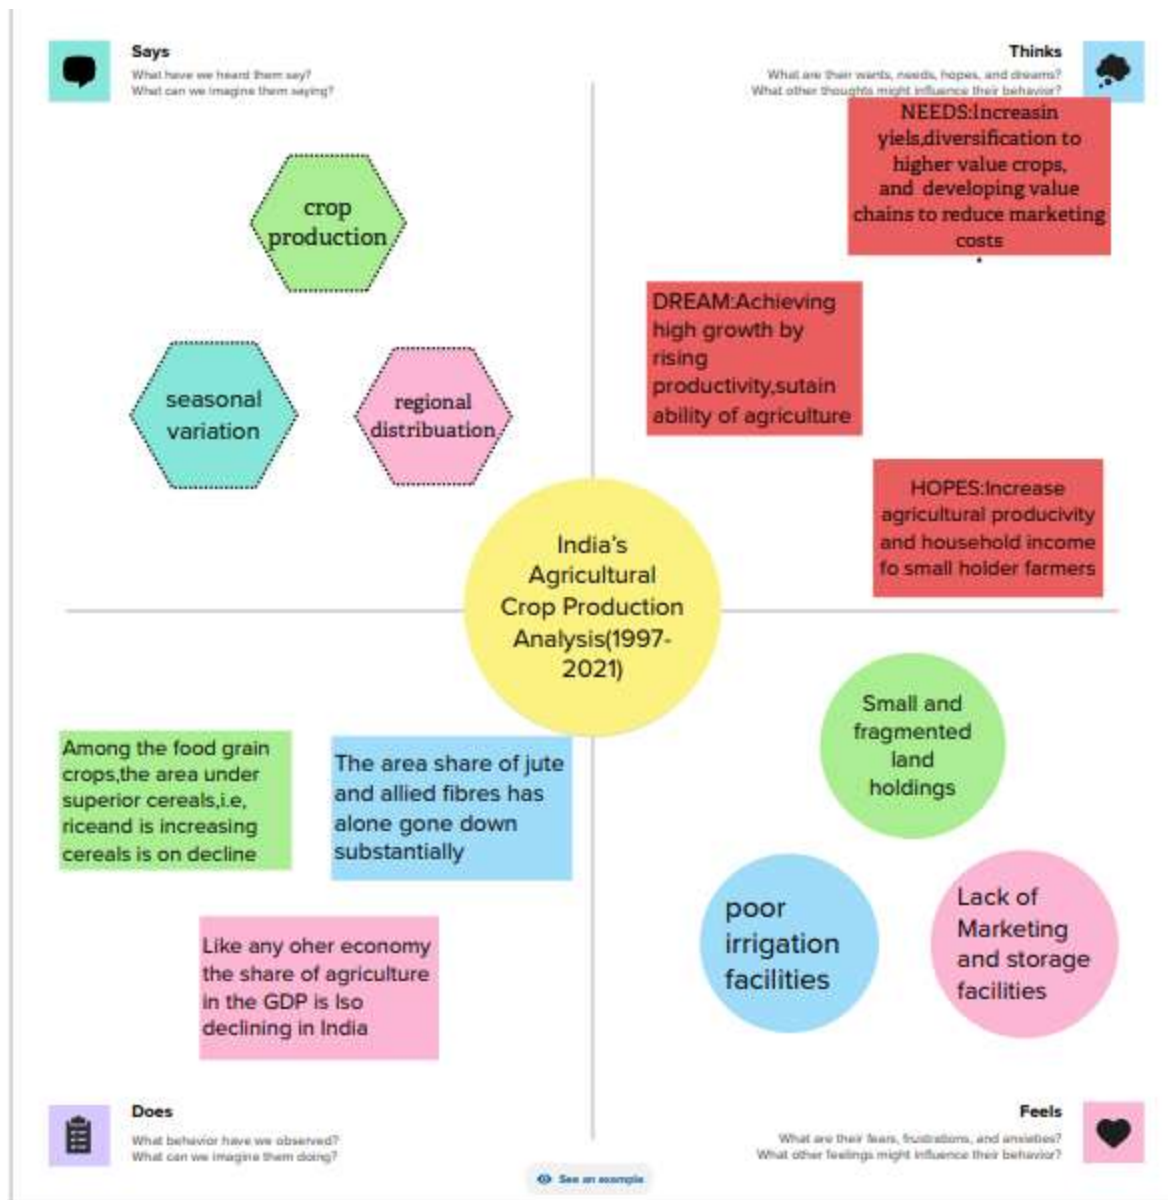 Says
What have we heard them say?
What can we imagine them saying?
Thinks
What are their wants, needs, hopes, and dreams?
What other thoughts might influence their behavior?
crop
production
seasonal
variation
regional
distribuation
NEEDS:Increasin
yiels,diversification to
higher value crops,
and developing value
chains to reduce marketing
costs
DREAM:Achieving
high growth by
rising
productivity,sutain
ability of agriculture
HOPES:Increase
agricultural producivity
and household income
fo small holder farmers
India's
Agricultural
Crop Production
Analysis(1997-
2021)
Among the food grain
crops,the area under
superior cereals,i.e,
riceand is increasing
cereals is on decline
The area share of jute
and allied fibres has
alone gone down
substantially
Like any oher economy
the share of agriculture
in the GDP is lso
declining in India
Small and
fragmented
land
holdings
poor
irrigation
facilities
Lack of
Marketing
and storage
facilities
Does
What behavior have we observed?
What can we imagine them doing?
Feels
What are their fears, frustrations, and anxieties?
What other feelings might influence their behavior?
See an example